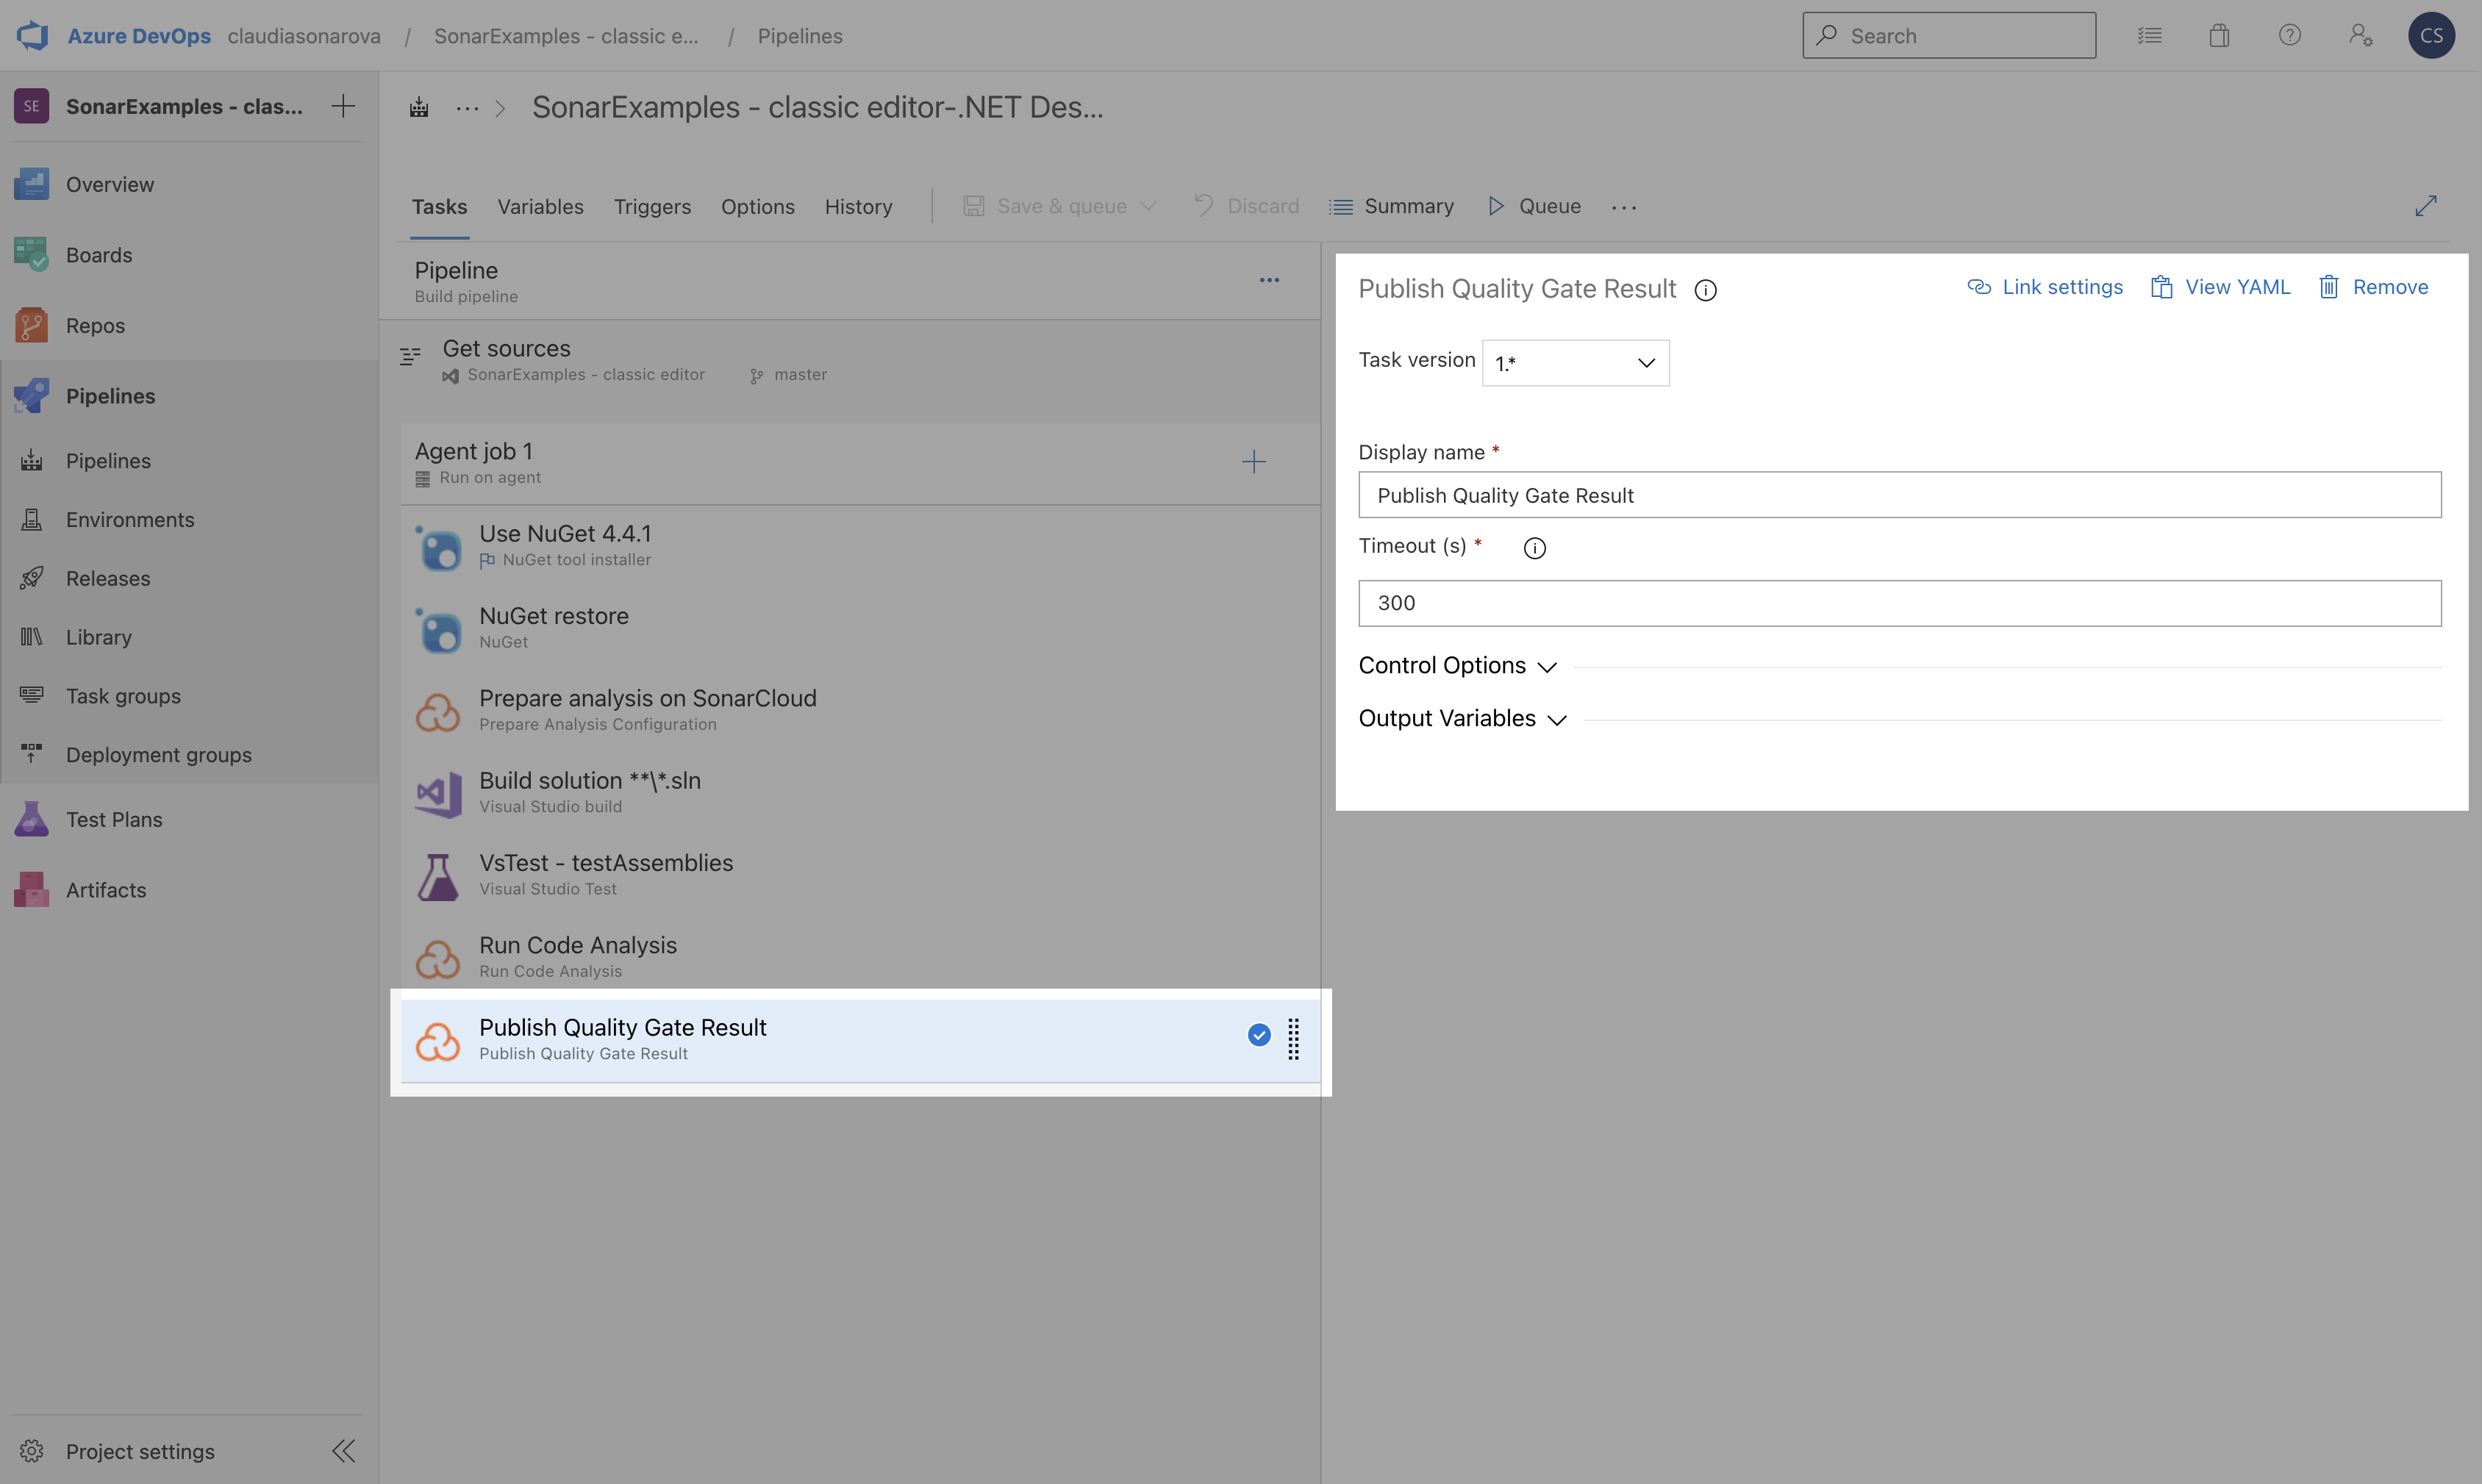 Azure DevOps claudiasonarova / SonarExamples - classic e... / Pipelines
Search
CS
SE SonarExamples - clas...
Overview
Boards
Repos
Pipelines
Pipelines
Environments
Releases
Library
Task groups
Deployment groups
Test Plans
Artifacts
Project settings
... > SonarExamples - classic editor-.NET Des...
Tasks Variables Triggers Options History Save & queue Discard Summary Queue ...
Pipeline
Build pipeline
Get sources
SonarExamples - classic editor master
Agent job 1
Run on agent
Use NuGet 4.4.1
NuGet tool installer
NuGet restore
NuGet
Prepare analysis on SonarCloud
Prepare Analysis Configuration
Build solution **\*.sln
Visual Studio build
VsTest - testAssemblies
Visual Studio Test
Run Code Analysis
Run Code Analysis
Publish Quality Gate Result
Publish Quality Gate Result
Publish Quality Gate Result Link settings View YAML Remove
Task version 1.*
Display name *
Publish Quality Gate Result
Timeout (s) *
300
Control Options
Output Variables